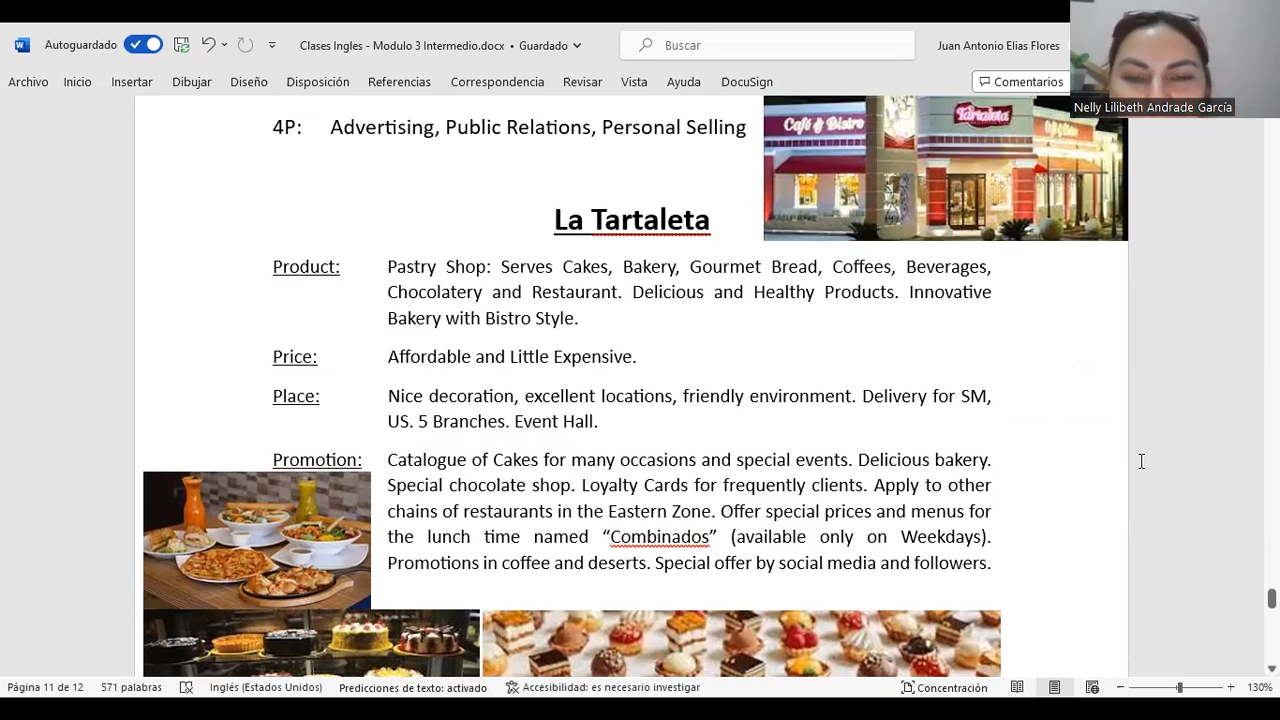 Autoguardado
Clases Ingles - Modulo 3 Intermedio.docx • Guardado
Buscar
Juan Antonio Elias Flores
Archivo Inicio Insertar Dibujar Diseño Disposición Referencias Correspondencia Revisar Vista Ayuda DocuSign
Comentarios
Nelly Lilibeth Andrade García
4P: Advertising, Public Relations, Personal Selling
Café & Bistro
Tartaleta
La Tartaleta
Product: Pastry Shop: Serves Cakes, Bakery, Gourmet Bread, Coffees, Beverages,
Chocolatery and Restaurant. Delicious and Healthy Products. Innovative
Bakery with Bistro Style.
Price: Affordable and Little Expensive.
Place: Nice decoration, excellent locations, friendly environment. Delivery for SM,
US. 5 Branches. Event Hall.
Promotion: Catalogue of Cakes for many occasions and special events. Delicious bakery.
Special chocolate shop. Loyalty Cards for frequently clients. Apply to other
chains of restaurants in the Eastern Zone. Offer special prices and menus for
the lunch time named “Combinados” (available only on Weekdays).
Promotions in coffee and deserts. Special offer by social media and followers.
Página 11 de 12 571 palabras Inglés (Estados Unidos) Predicciones de texto: activado Accesibilidad: es necesario investigar Concentración 130%